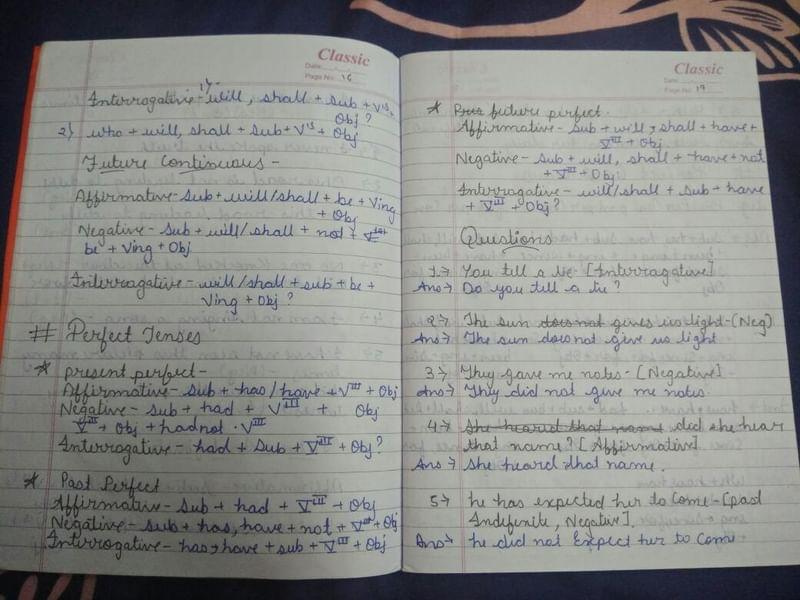 Classic
Date
Page No. 16
1)-
Interrogative - will, shall + sub + V Ist +
Obj ?
2) who + will, shall + sub + V Ist + Obj
Future Continuous -
Affirmative - Sub + will/shall + be + Ving
+ Obj
Negative - Sub + will/shall + not +
be + Ving + Obj
Interrogative - will/shall + sub + be +
Ving + Obj ?
# Perfect Tenses
* present perfect -
Affirmative - sub + has/have + V III + Obj
Negative - sub + had + V III + Obj
V III + Obj + had not . V III
Interrogative - had + Sub + V III + Obj ?
* Past Perfect
Affirmative - Sub + had + V III + Obj
Negative - sub + has, have + not + V + Obj
Interrogative - has, have + sub + V III + Obj
Classic
Date
Page No. 17
* future perfect.
Affirmative - sub + will, shall + have +
V III + Obj
Negative - sub + will, shall + have + not
+ V III + Obj
Interrogative - will/shall + sub + have
+ V III + Obj ?
Questions
1 → You tell a lie - [Interrogative]
Ans → Do you tell a lie ?
2 → The sun does not gives us light - (Neg)
Ans → The sun does not give us light
3 → They gave me notes - [Negative]
Ans → They did not give me notes.
4 → She heard that name did she hear
that name ? [Affirmative]
Ans → she heard that name.
5 → he has expected her to come - [past
Indefinite, Negative]
Ans → he did not expect her to come